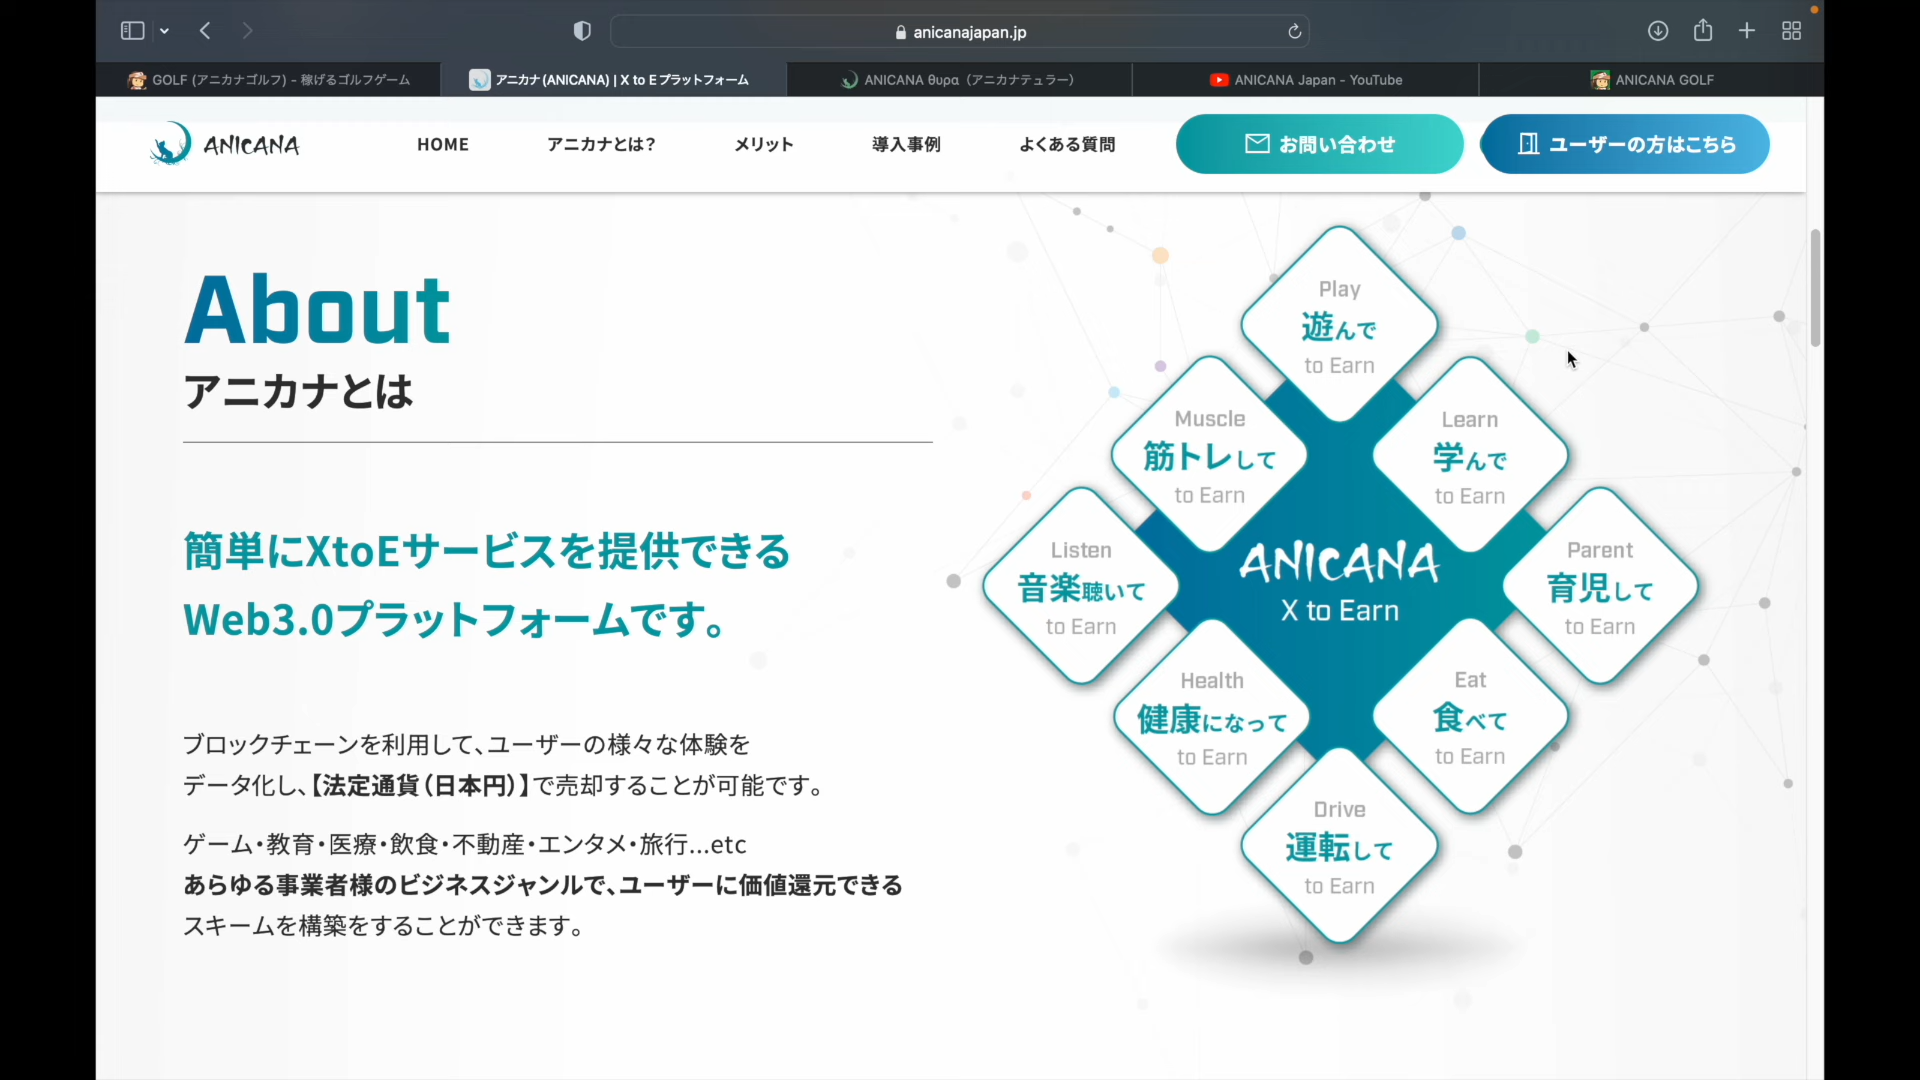 anicanajapan.jp
GOLF (アニカナゴルフ) - 稼げるゴルフゲーム
アニカナ (ANICANA) | X to E プラットフォーム
ANICANA θυρα（アニカナテュラー）
ANICANA Japan - YouTube
ANICANA GOLF
ANICANA
HOME
アニカナとは？
メリット
導入事例
よくある質問
お問い合わせ
ユーザーの方はこちら
About
アニカナとは
簡単にXtoEサービスを提供できる
Web3.0プラットフォームです。
ブロックチェーンを利用して、ユーザーの様々な体験を
データ化し、【法定通貨（日本円）】で売却することが可能です。
ゲーム・教育・医療・飲食・不動産・エンタメ・旅行...etc
あらゆる事業者様のビジネスジャンルで、ユーザーに価値還元できる
スキームを構築をすることができます。
Play
遊んで
to Earn
Muscle
筋トレして
to Earn
Learn
学んで
to Earn
Listen
音楽聴いて
to Earn
ANICANA
X to Earn
Parent
育児して
to Earn
Health
健康になって
to Earn
Eat
食べて
to Earn
Drive
運転して
to Earn